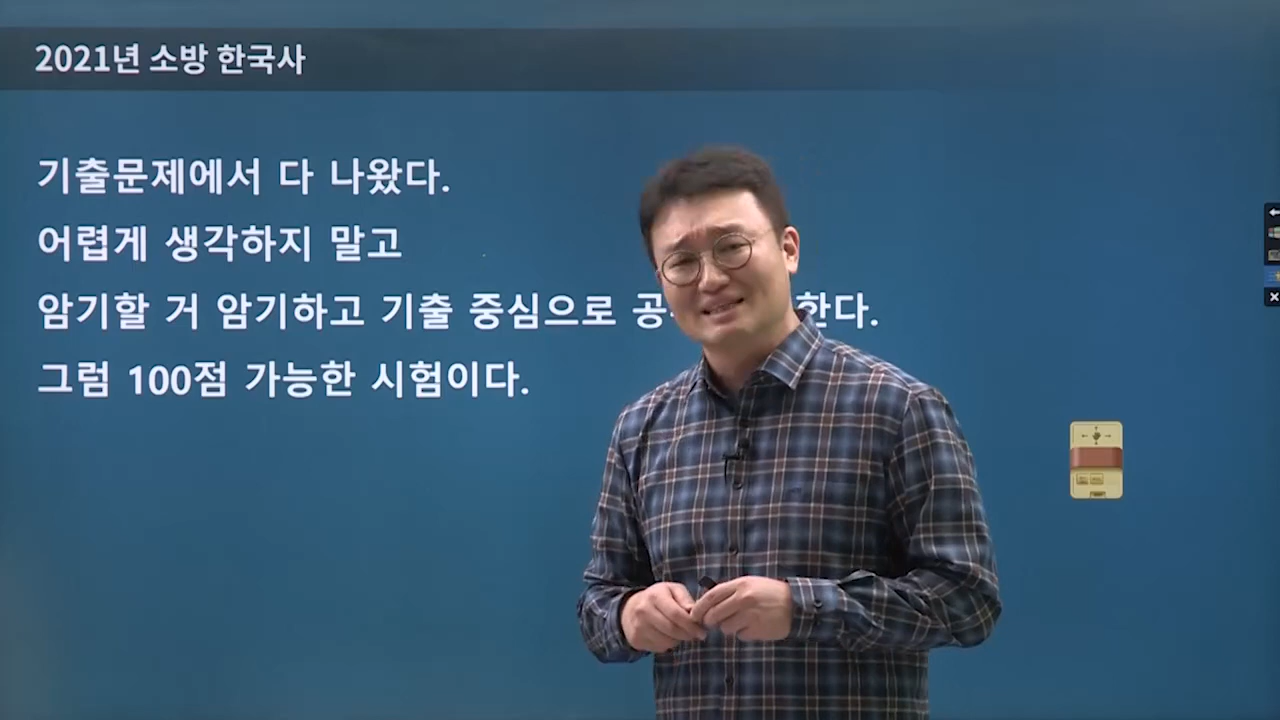 2021년 소방 한국사
기출문제에서 다 나왔다.
어렵게 생각하지 말고
암기할 거 암기하고 기출 중심으로 한다.
그럼 100점 가능한 시험이다.